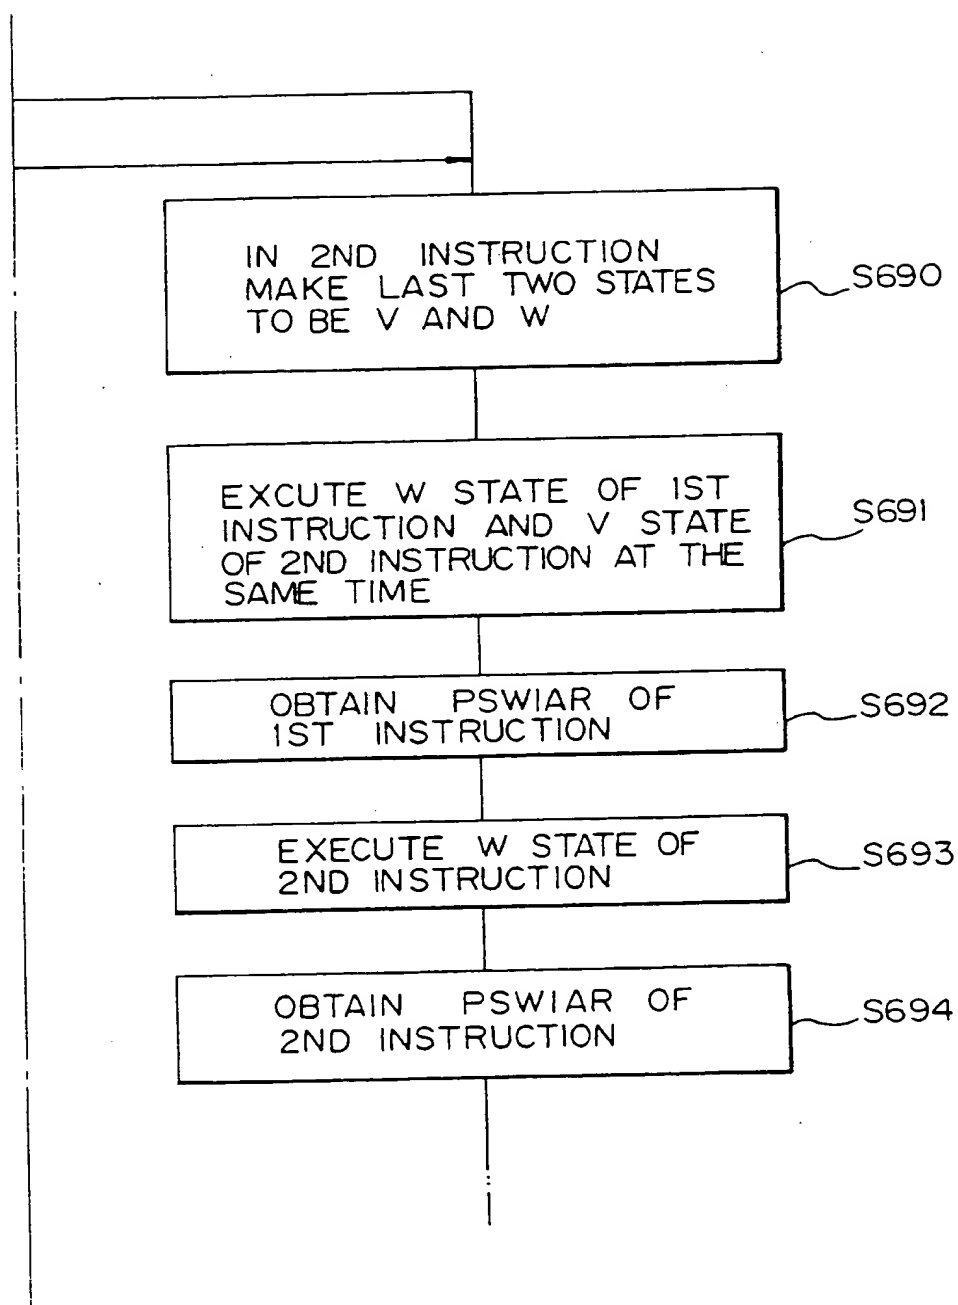 IN 2ND INSTRUCTION
MAKE LAST TWO STATES
TO BE V AND W
S690
EXCUTE W STATE OF 1ST
INSTRUCTION AND V STATE
OF 2ND INSTRUCTION AT THE
SAME TIME
S691
OBTAIN PSWIAR OF
1ST INSTRUCTION
S692
EXECUTE W STATE OF
2ND INSTRUCTION
S693
OBTAIN PSWIAR OF
2ND INSTRUCTION
S694